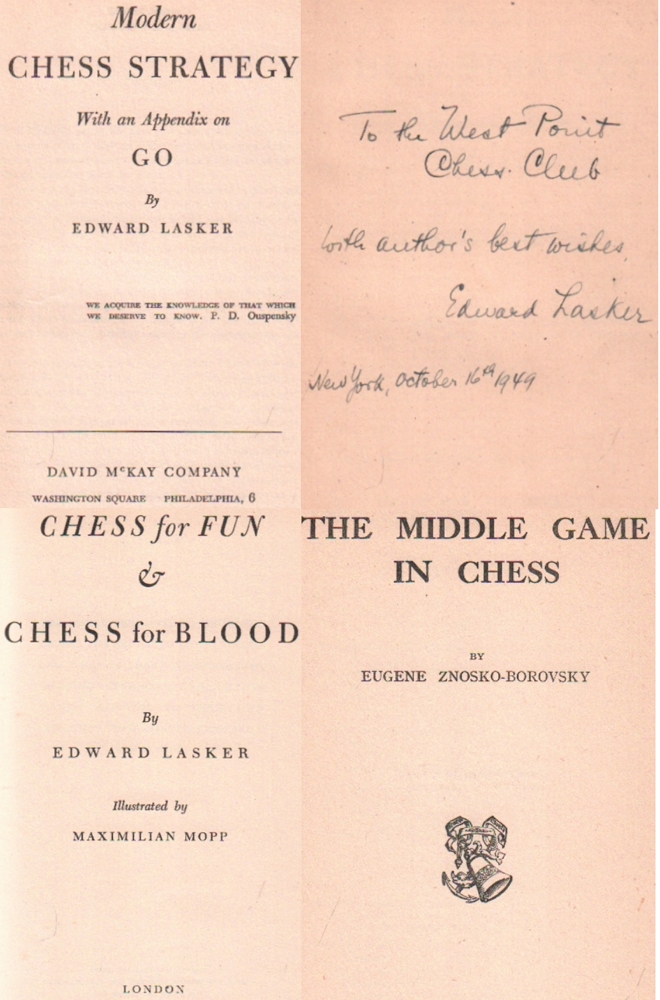 Modern
CHESS STRATEGY
With an Appendix on
GO
By
EDWARD LASKER
WE ACQUIRE THE KNOWLEDGE OF THAT WHICH
WE DESERVE TO KNOW. P. D. Ouspensky
DAVID McKAY COMPANY
WASHINGTON SQUARE PHILADELPHIA, 6
To the West Point
Chess Club
with author's best wishes,
Edward Lasker
New York, October 16th 1949
CHESS for FUN
&
CHESS for BLOOD
By
EDWARD LASKER
Illustrated by
MAXIMILIAN MOPP
LONDON
THE MIDDLE GAME
IN CHESS
BY
EUGENE ZNOSKO-BOROVSKY